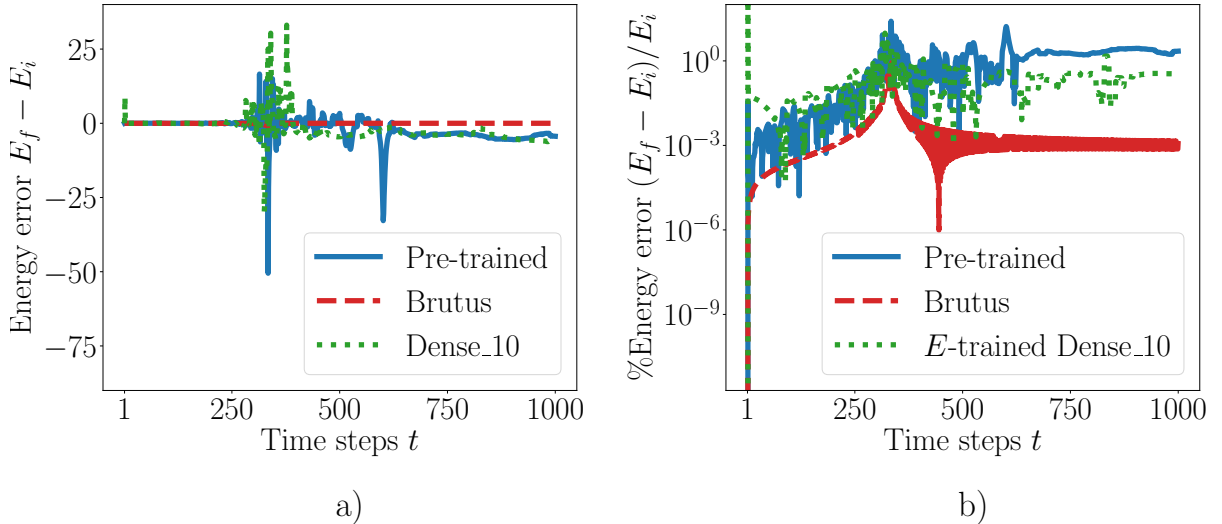 Energy error E_f − E_i
25
0
−25
−50
−75
1
250
500
750
1000
Time steps t
Pre-trained
Brutus
Dense_10
a)
%Energy error (E_f − E_i)/E_i
10^0
10^−3
10^−6
10^−9
1
250
500
750
1000
Time steps t
Pre-trained
Brutus
E-trained Dense_10
b)